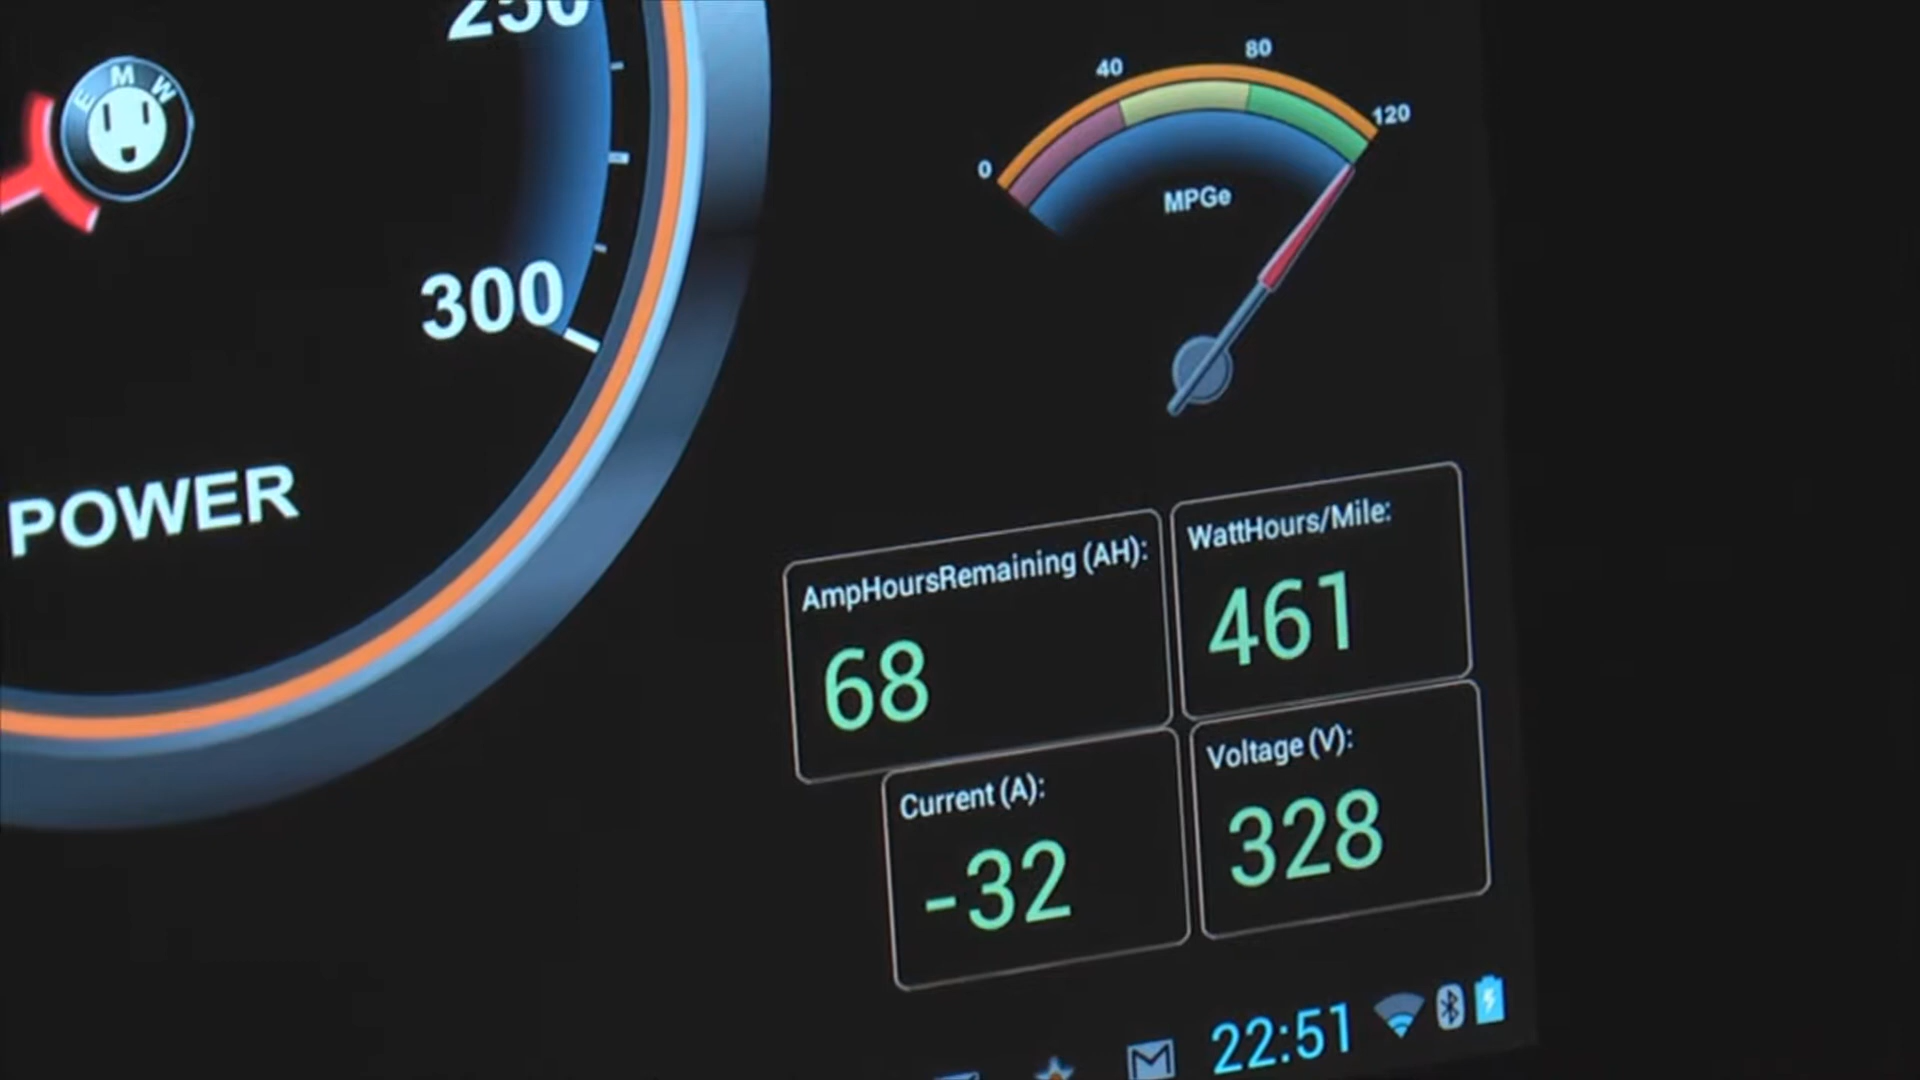 250
E M W
300
POWER
0
40
80
120
MPGe
AmpHoursRemaining (AH):
68
WattHours/Mile:
461
Current (A):
-32
Voltage (V):
328
22:51